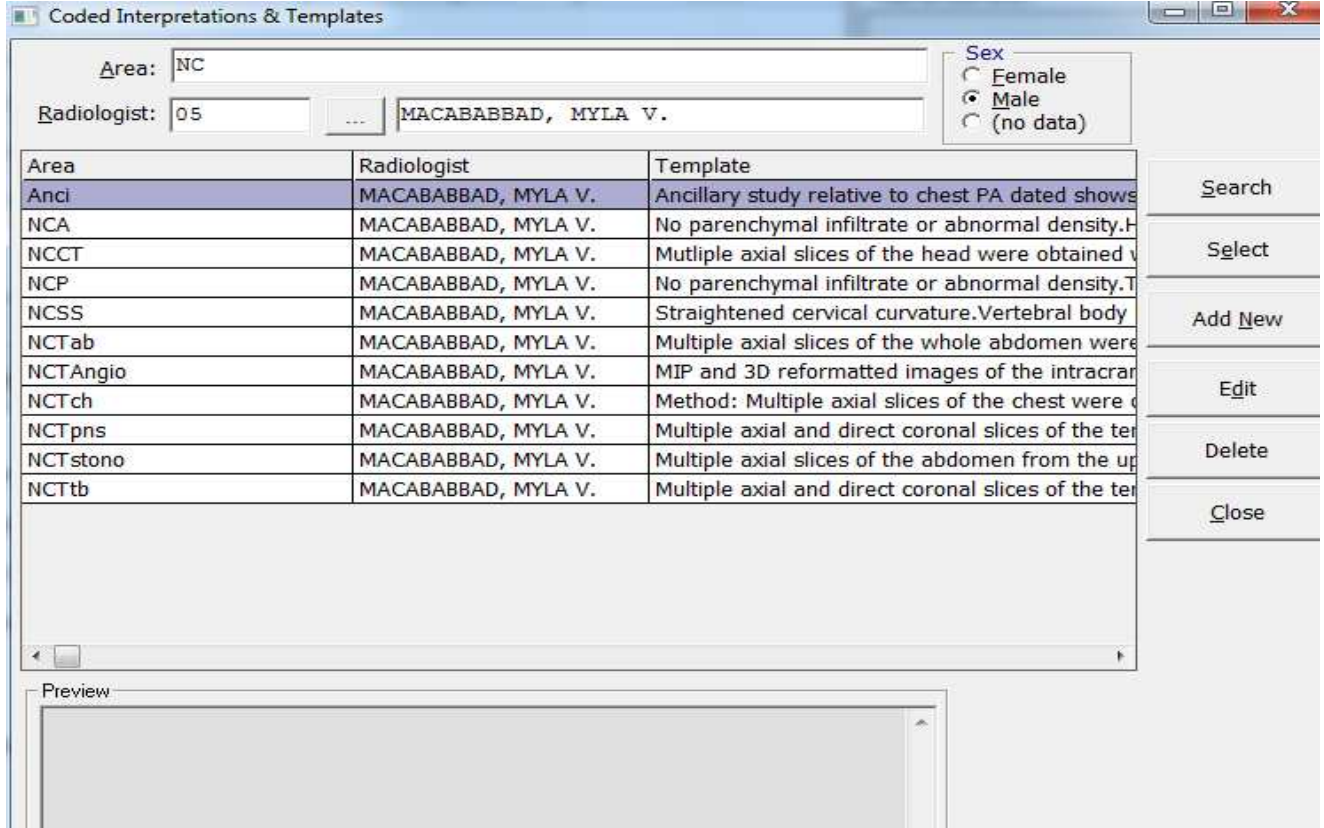 Coded Interpretations & Templates
Area: NC
Sex
Female
Male
(no data)
Radiologist: 05 ... MACABABBAD, MYLA V.
Area Radiologist Template
Anci MACABABBAD, MYLA V. Ancillary study relative to chest PA dated shows
NCA MACABABBAD, MYLA V. No parenchymal infiltrate or abnormal density.H
NCCT MACABABBAD, MYLA V. Mutliple axial slices of the head were obtained
NCP MACABABBAD, MYLA V. No parenchymal infiltrate or abnormal density.T
NCSS MACABABBAD, MYLA V. Straightened cervical curvature.Vertebral body
NCTab MACABABBAD, MYLA V. Multiple axial slices of the whole abdomen were
NCTAngio MACABABBAD, MYLA V. MIP and 3D reformatted images of the
NCTch MACABABBAD, MYLA V. Method: Multiple axial slices of the chest were
NCTpns MACABABBAD, MYLA V. Multiple axial and direct coronal slices of the
NCTstono MACABABBAD, MYLA V. Multiple axial slices of the abdomen from the
NCTtb MACABABBAD, MYLA V. Multiple axial and direct coronal slices of the
Search
Select
Add New
Edit
Delete
Close
Preview